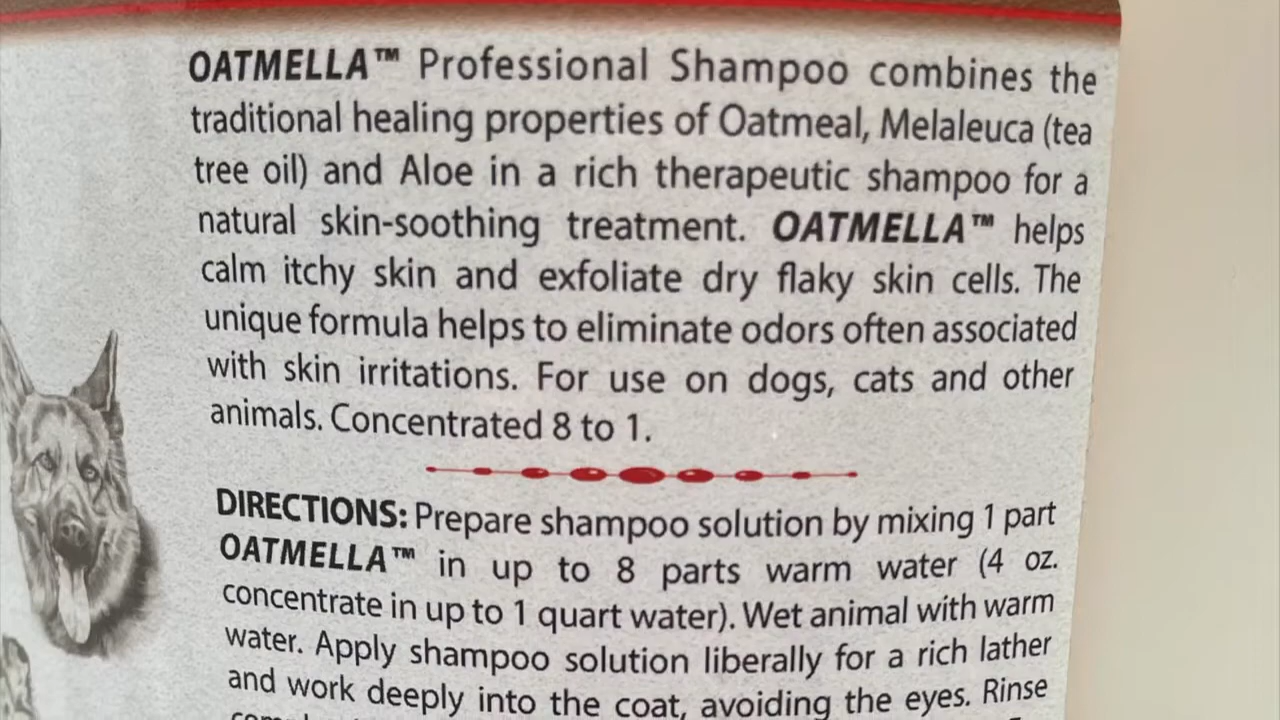 OATMELLA™ Professional Shampoo combines the
traditional healing properties of Oatmeal, Melaleuca (tea
tree oil) and Aloe in a rich therapeutic shampoo for a
natural skin-soothing treatment. OATMELLA™ helps
calm itchy skin and exfoliate dry flaky skin cells. The
unique formula helps to eliminate odors often associated
with skin irritations. For use on dogs, cats and other
animals. Concentrated 8 to 1.
DIRECTIONS: Prepare shampoo solution by mixing 1 part
OATMELLA™ in up to 8 parts warm water (4 oz.
concentrate in up to 1 quart water). Wet animal with warm
water. Apply shampoo solution liberally for a rich lather
and work deeply into the coat, avoiding the eyes. Rinse